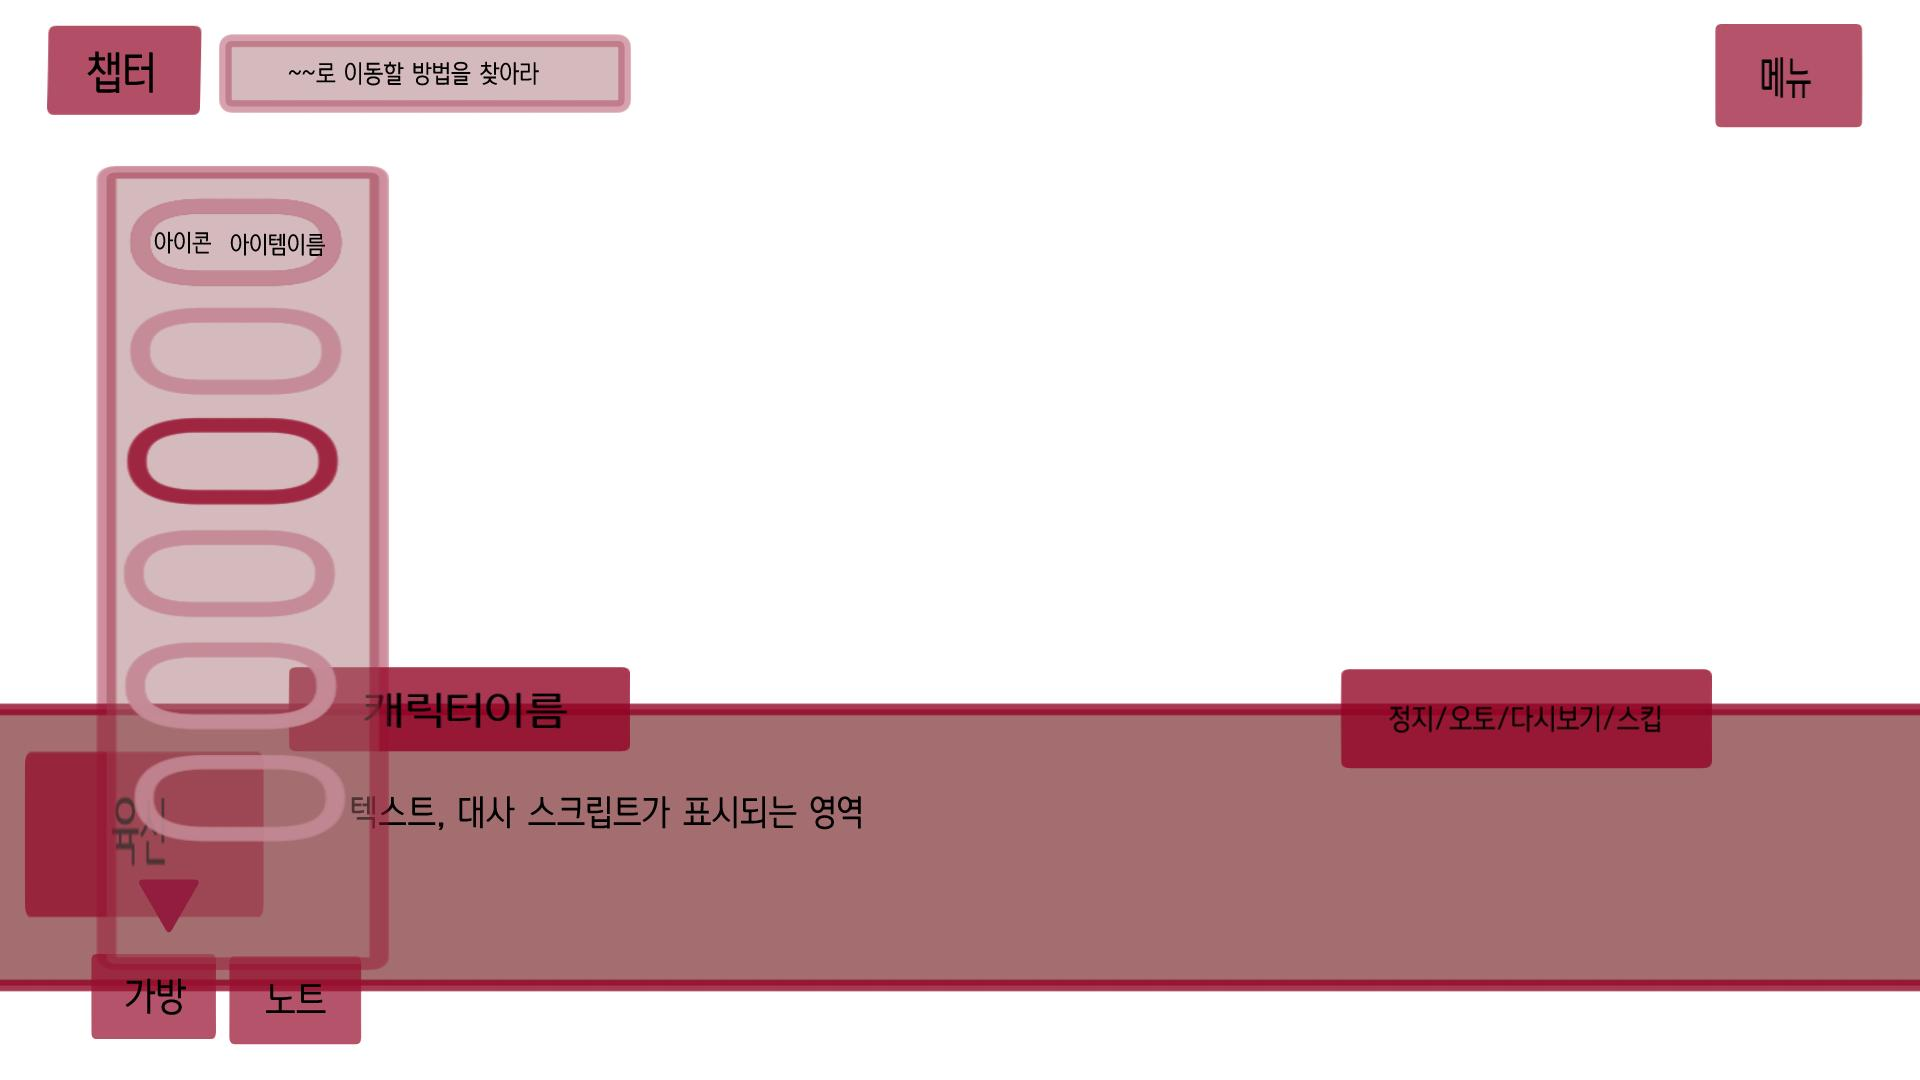 챕터
~~로 이동할 방법을 찾아라
메뉴
아이콘 아이템이름
캐릭터이름
정지/오토/다시보기/스킵
텍스트, 대사 스크립트가 표시되는 영역
가방
노트